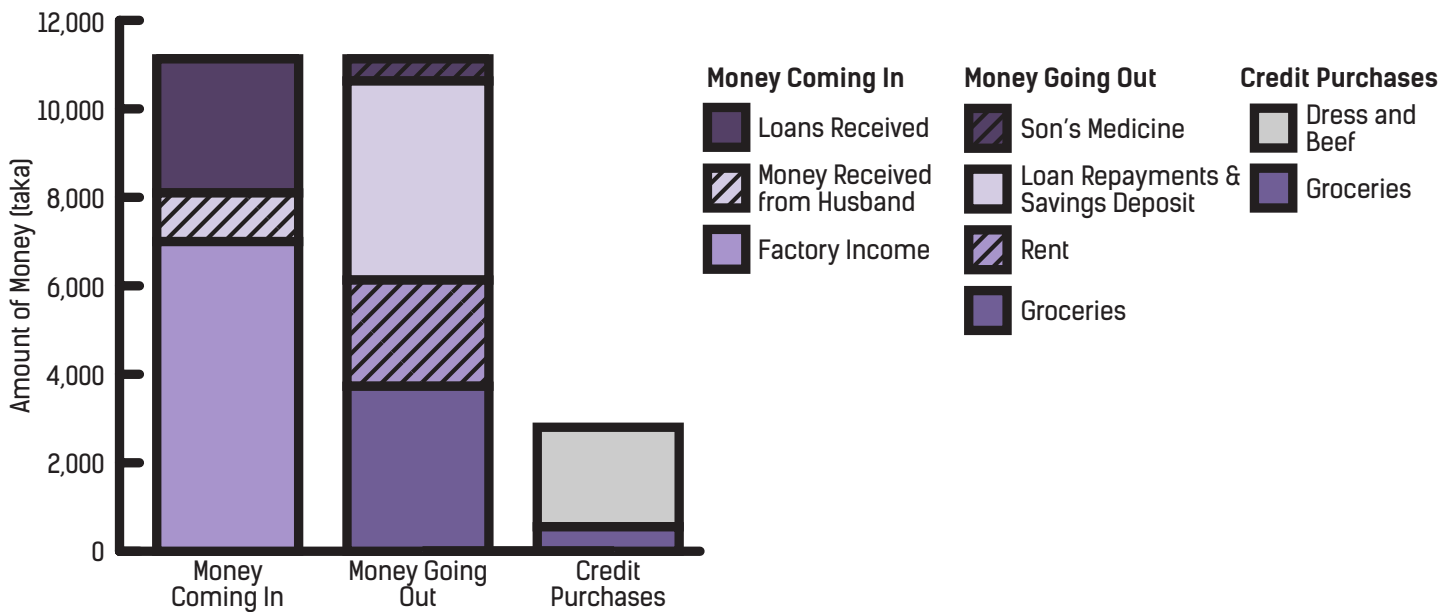 Amount of Money (taka)
12,000
10,000
8,000
6,000
4,000
2,000
0
Money
Coming In
Money Going
Out
Credit
Purchases
Money Coming In
Loans Received
Money Received
from Husband
Factory Income
Money Going Out
Son's Medicine
Loan Repayments &
Savings Deposit
Rent
Groceries
Credit Purchases
Dress and
Beef
Groceries